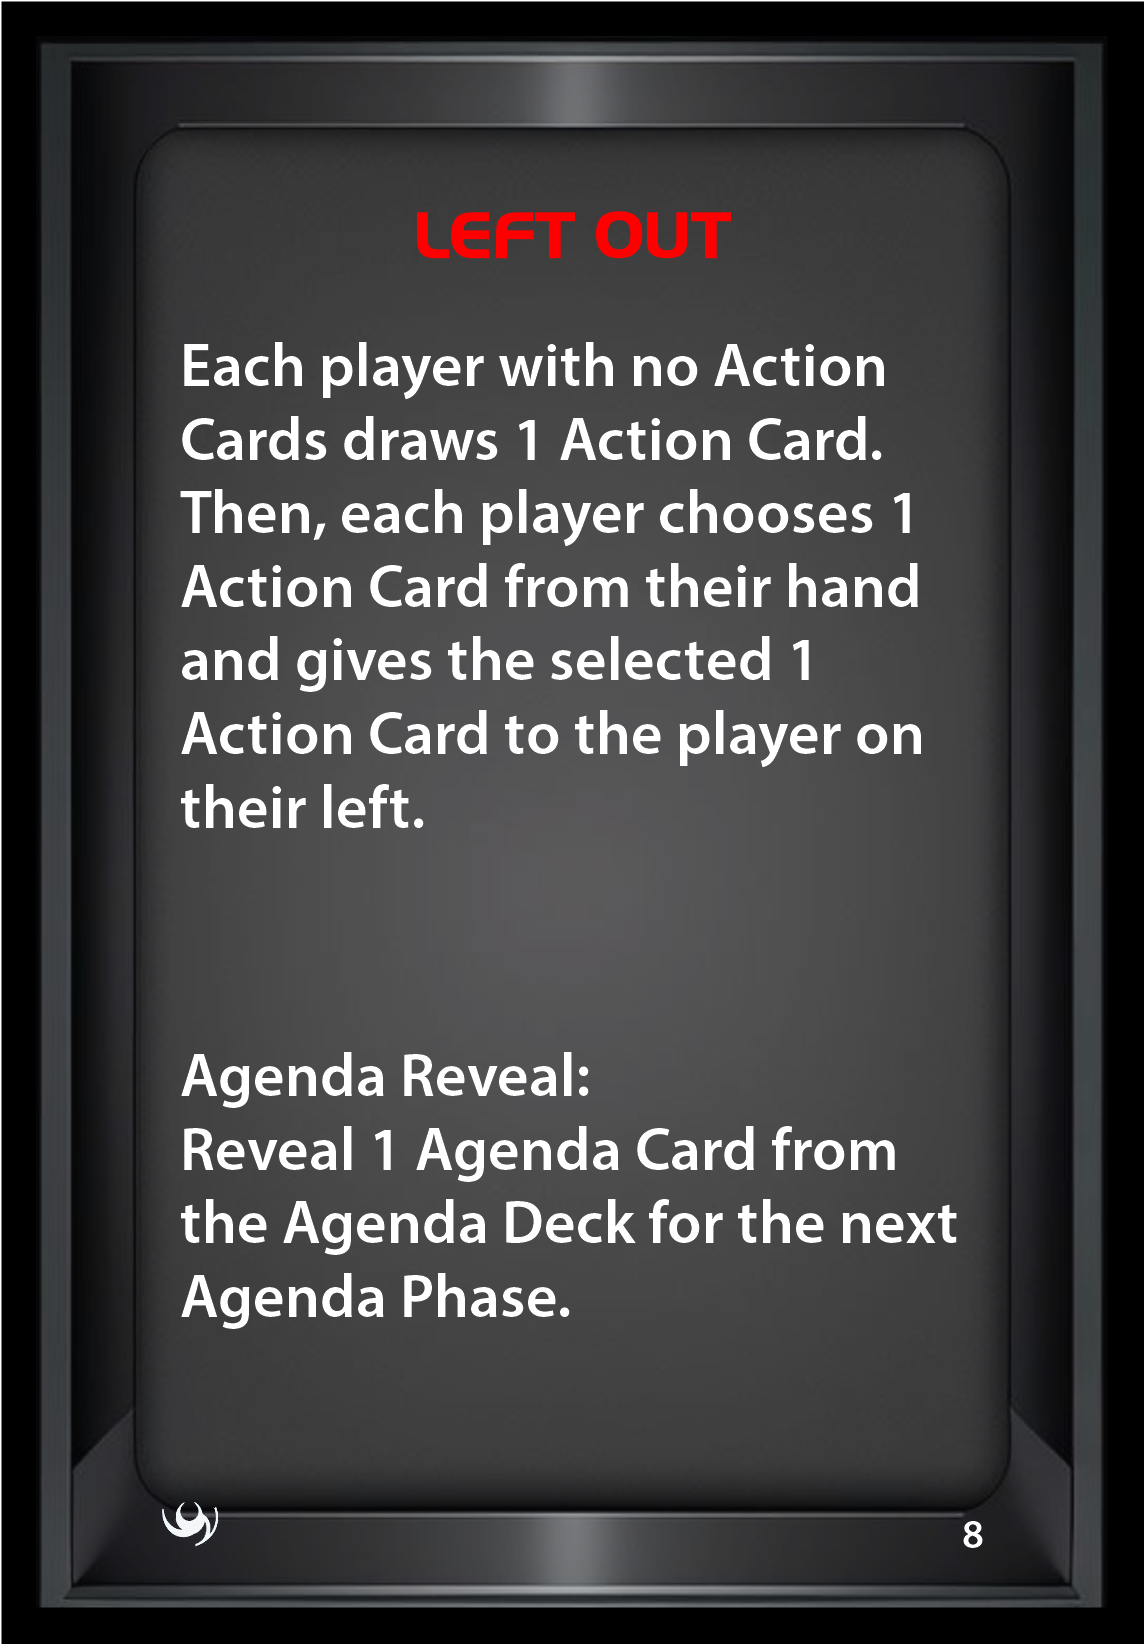 LEFT OUT
Each player with no Action
Cards draws 1 Action Card.
Then, each player chooses 1
Action Card from their hand
and gives the selected 1
Action Card to the player on
their left.
Agenda Reveal:
Reveal 1 Agenda Card from
the Agenda Deck for the next
Agenda Phase.
8